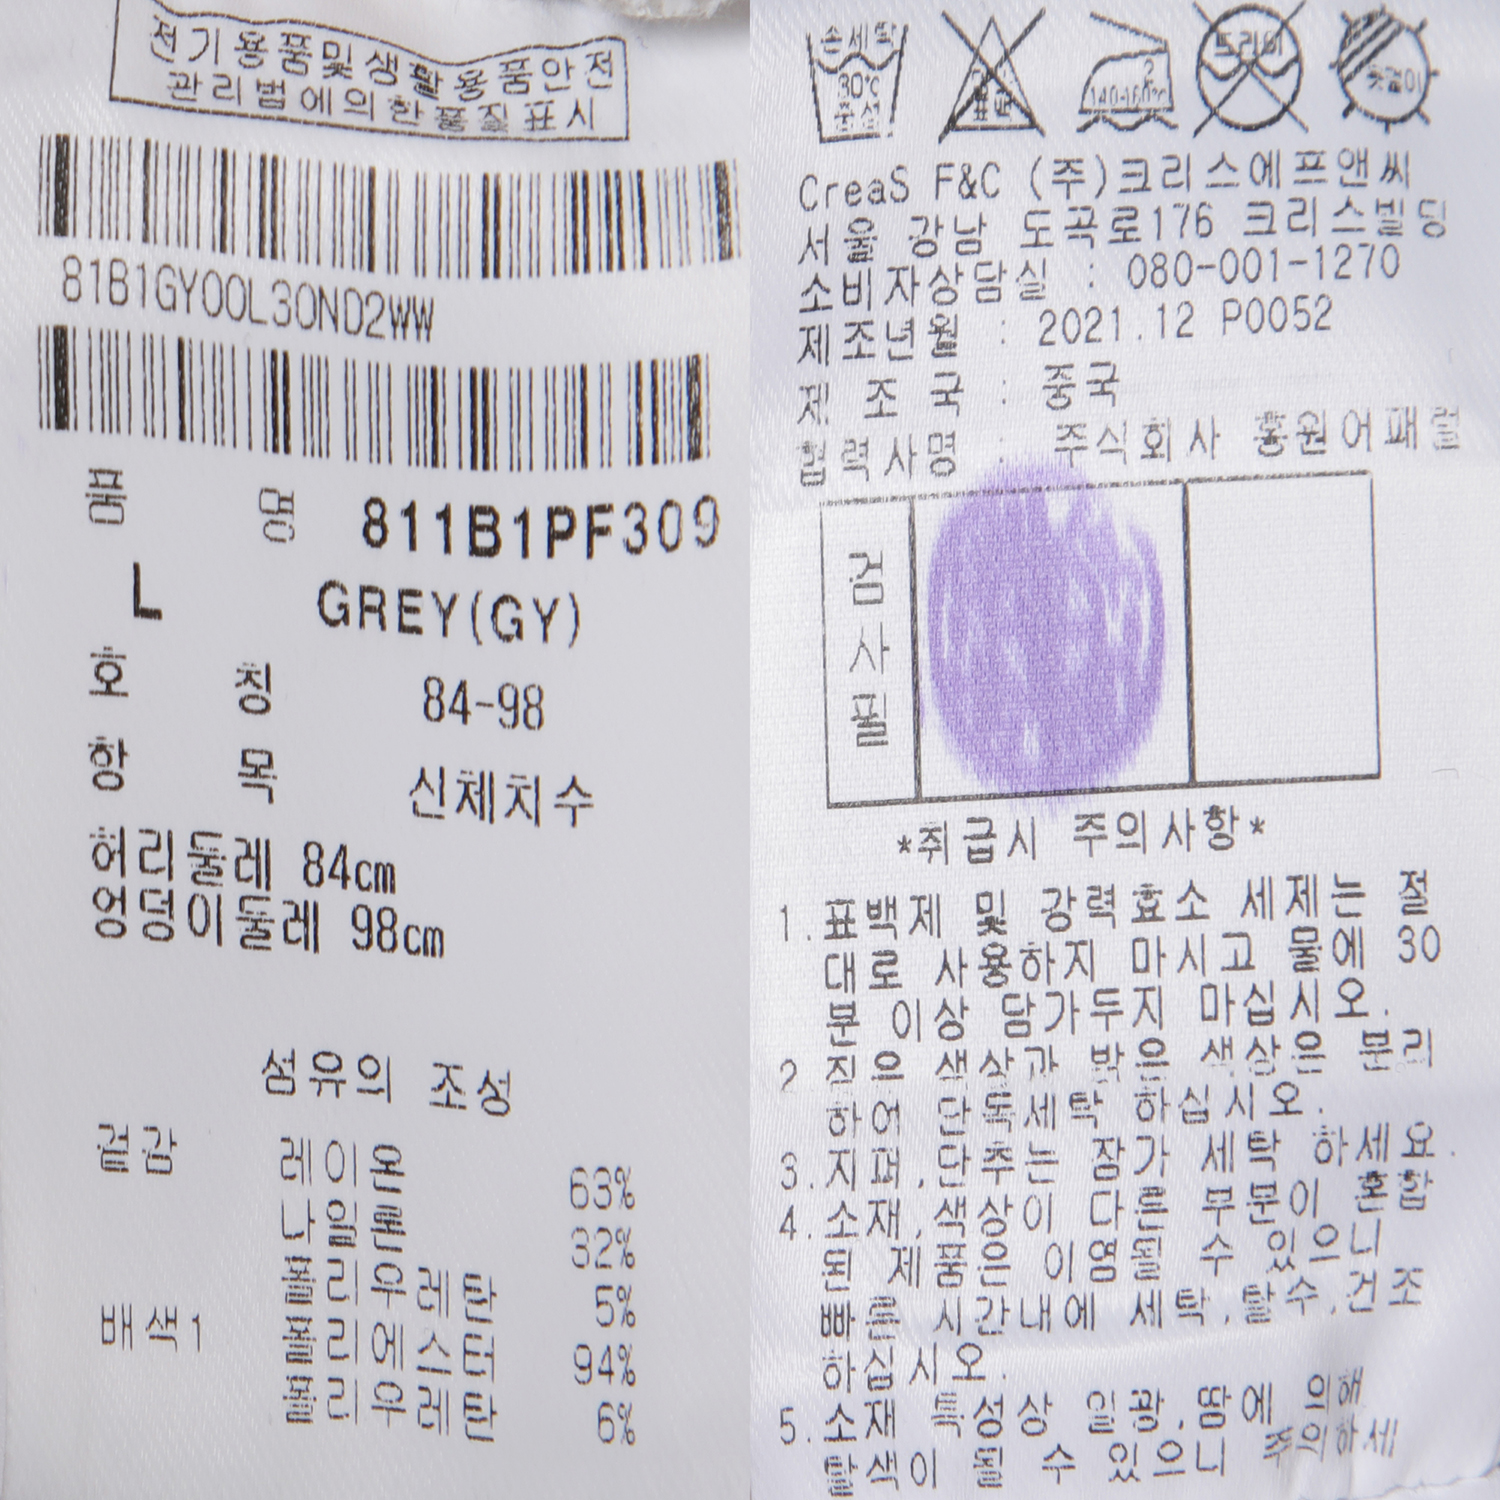 전기용품및생활용품안전
관리법에의한품질표시
81B1GY00L30ND2WW
품 명 811B1PF309
L GREY(GY)
호 칭 84-98
항 목 신체치수
허리둘레 84cm
엉덩이둘레 98cm
섬유의 조성
겉감 레이온 63%
나일론 32%
폴리우레탄 5%
배색1 폴리에스터 94%
폴리우레탄 6%
손세탁
30℃
중성
표백
드라이
2
140-160℃
옷걸이
CreaS F&C (주)크리스에프앤씨
서울 강남 도곡로176 크리스빌딩
소비자상담실 : 080-001-1270
제조년월 : 2021.12 P0052
제 조 국 : 중국
협력사명 : 주식회사 홍원어패럴
검사필
*취급시 주의사항*
1.표백제 및 강력효소 세제는 절
대로 사용하지 마시고 물에 30
분 이상 담가두지 마십시오.
2 짙은 색상과 밝은 색상은 분리
하여 단독세탁 하십시오.
3.지퍼,단추는 잠가 세탁 하세요.
4.소재,색상이 다른 부분이 혼합
된 제품은 이염될 수 있으니
빠른 시간내에 세탁,탈수,건조
하십시오.
5.소재 특성상 일광,땀에 의해
탈색이 될 수 있으니 주의하세